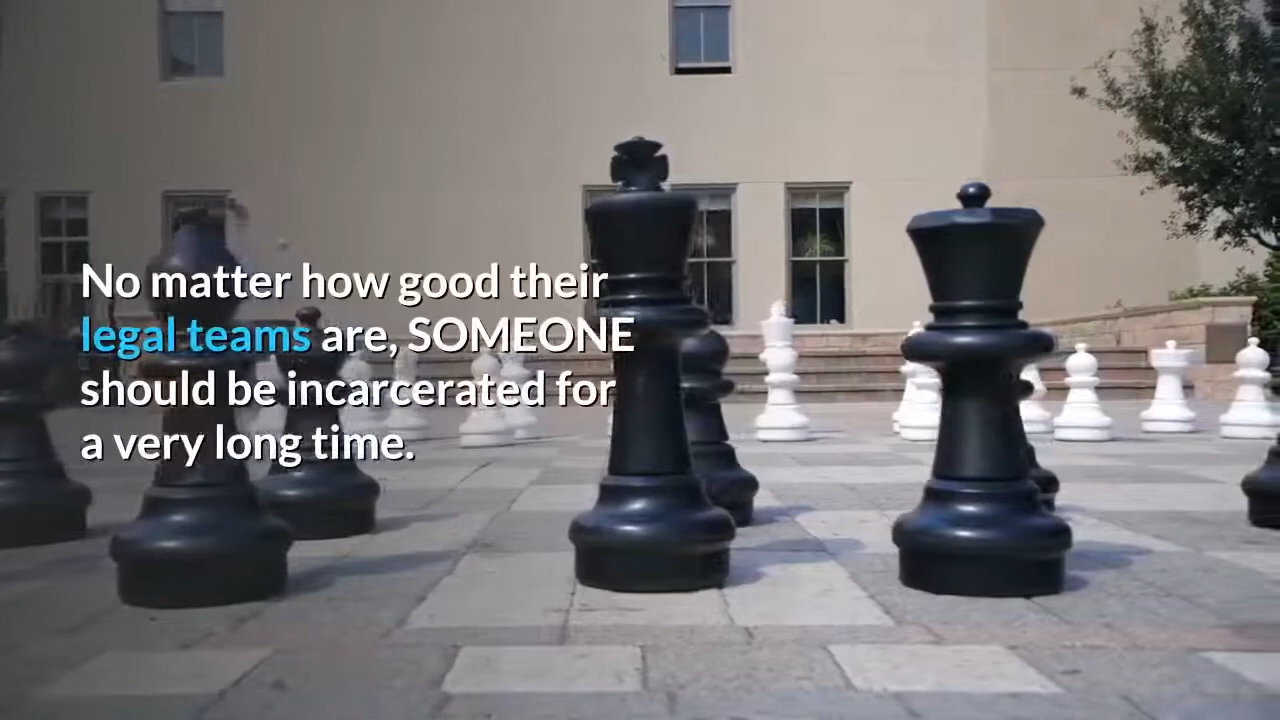 No matter how good their
legal teams are, SOMEONE
should be incarcerated for
a very long time.